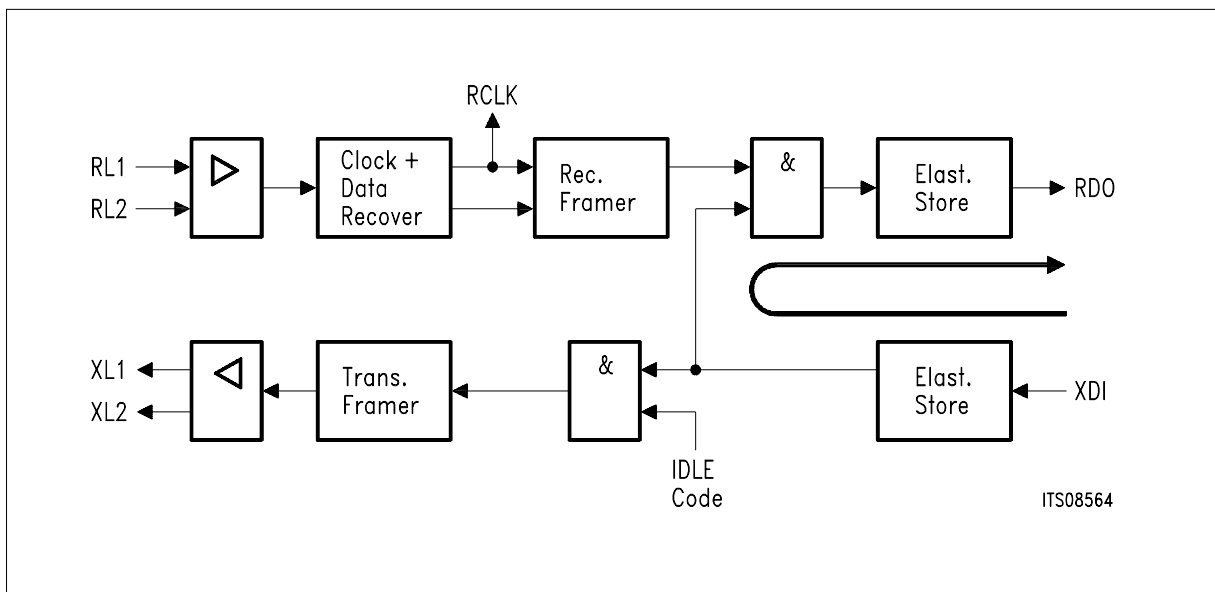 RCLK
RL1
RL2
Clock +
Data
Recover
Rec.
Framer
&
Elast.
Store
RDO
XL1
XL2
Trans.
Framer
&
IDLE
Code
Elast.
Store
XDI
ITS08564